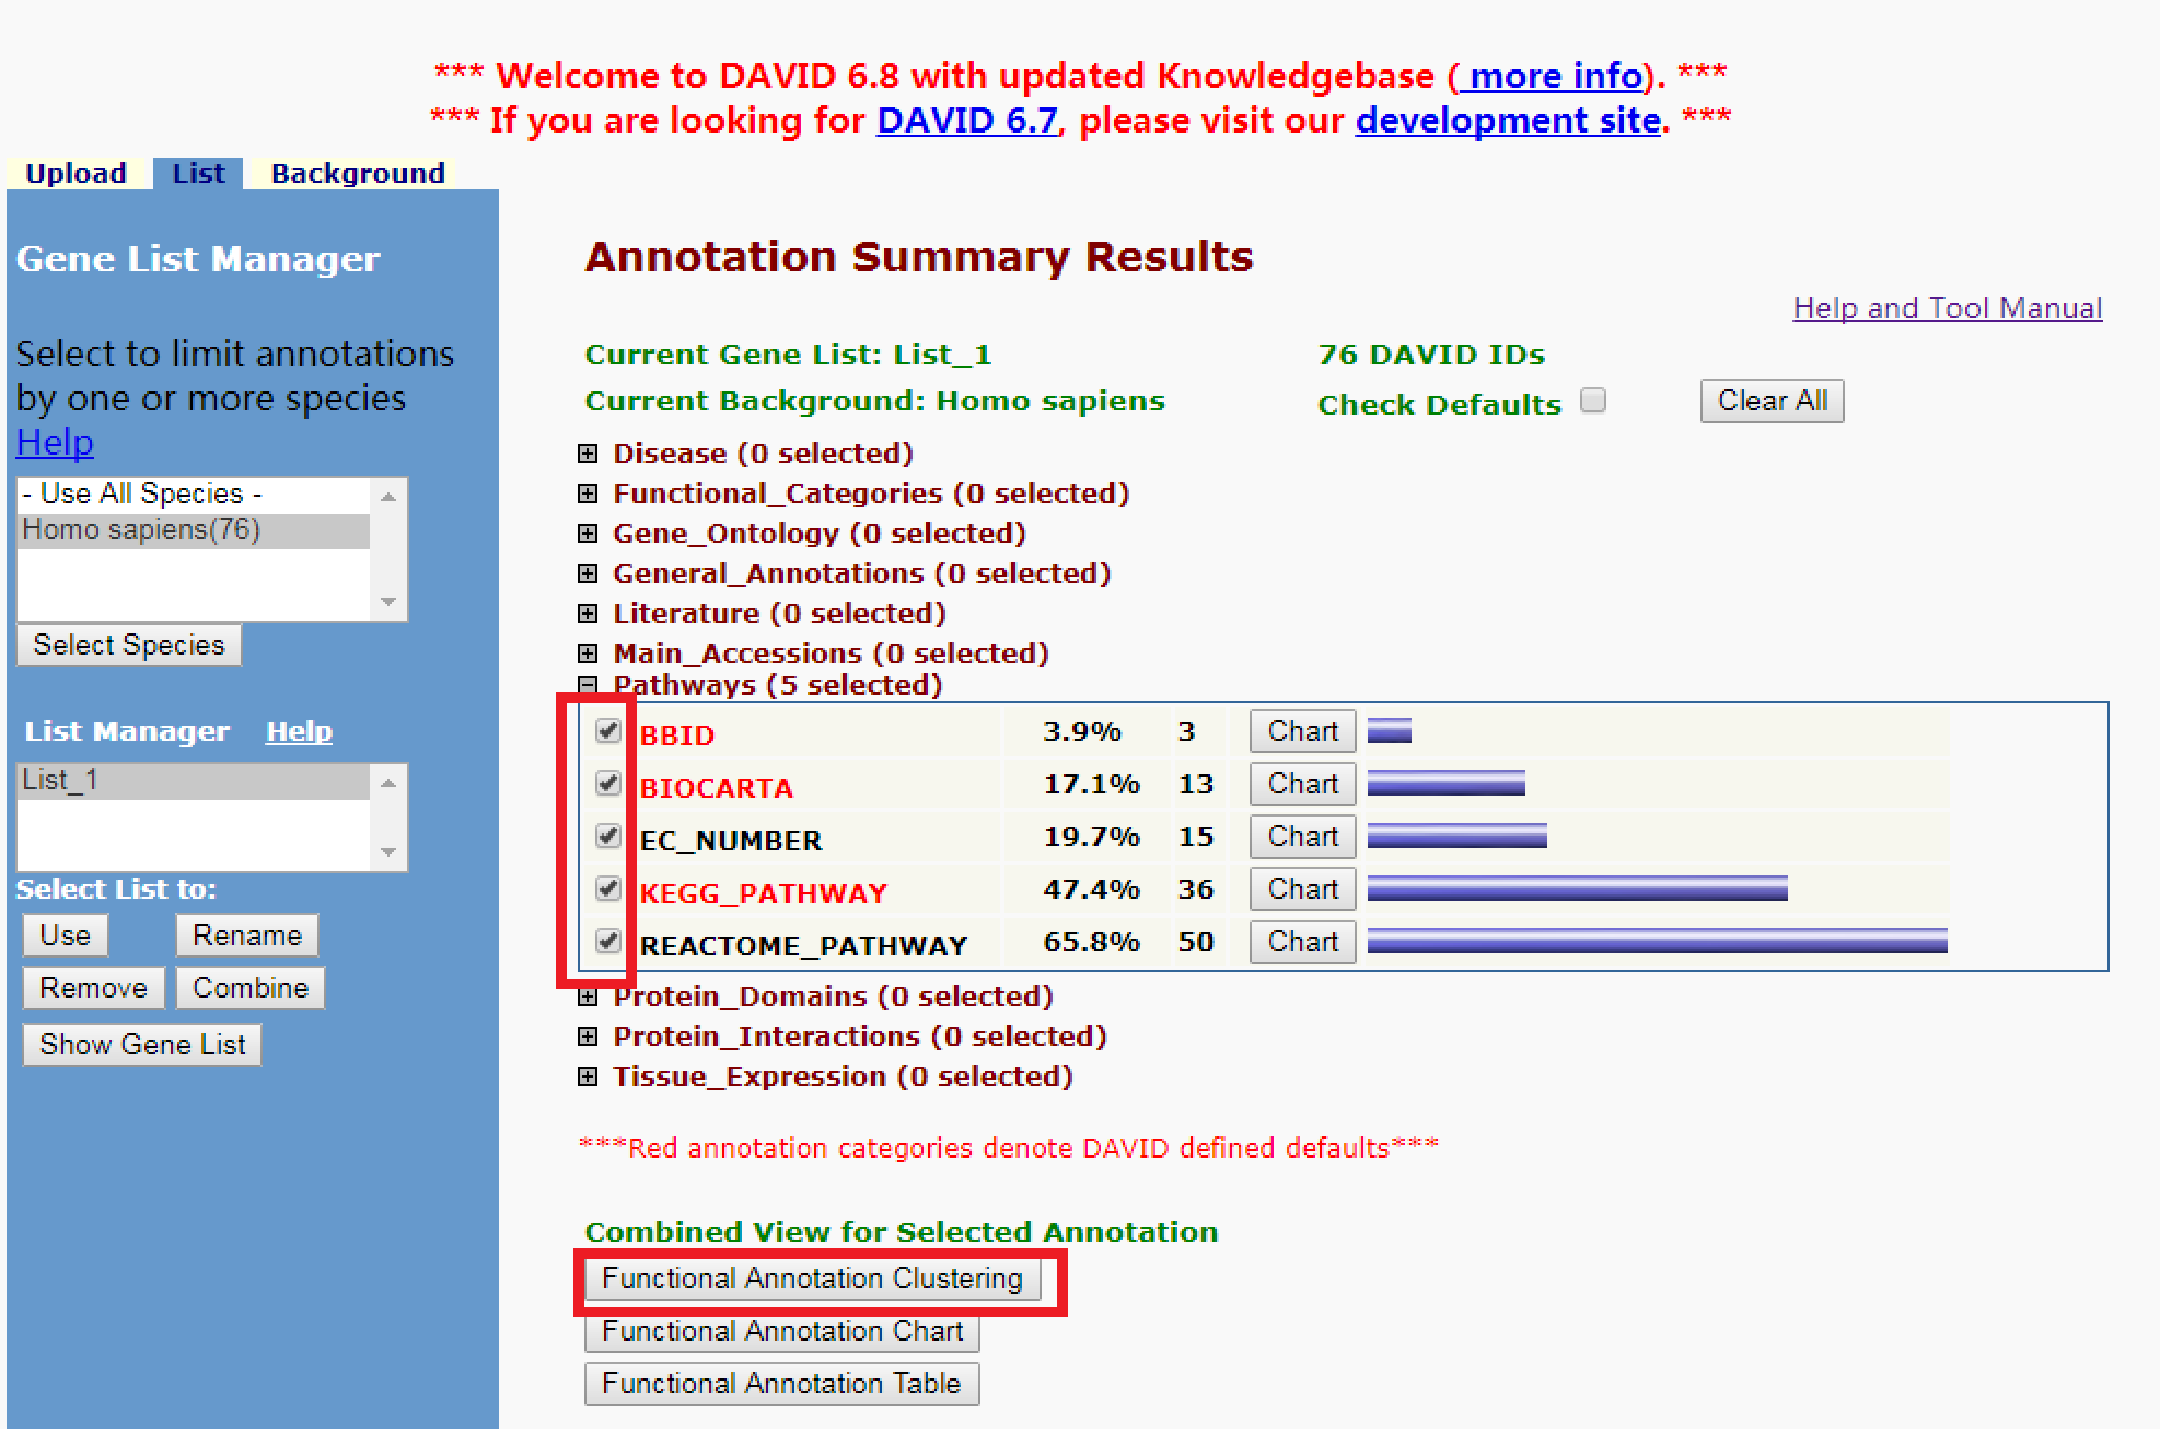 *** Welcome to DAVID 6.8 with updated Knowledgebase ( more info). ***
*** If you are looking for DAVID 6.7, please visit our development site. ***
Upload List Background
Gene List Manager
Select to limit annotations
by one or more species
Help
- Use All Species -
Homo sapiens(76)
Select Species
List Manager Help
List_1
Select List to:
Use Rename
Remove Combine
Show Gene List
Annotation Summary Results
Help and Tool Manual
Current Gene List: List_1 76 DAVID IDs
Current Background: Homo sapiens Check Defaults Clear All
Disease (0 selected)
Functional_Categories (0 selected)
Gene_Ontology (0 selected)
General_Annotations (0 selected)
Literature (0 selected)
Main_Accessions (0 selected)
Pathways (5 selected)
BBID 3.9% 3 Chart
BIOCARTA 17.1% 13 Chart
EC_NUMBER 19.7% 15 Chart
KEGG_PATHWAY 47.4% 36 Chart
REACTOME_PATHWAY 65.8% 50 Chart
Protein_Domains (0 selected)
Protein_Interactions (0 selected)
Tissue_Expression (0 selected)
***Red annotation categories denote DAVID defined defaults***
Combined View for Selected Annotation
Functional Annotation Clustering
Functional Annotation Chart
Functional Annotation Table